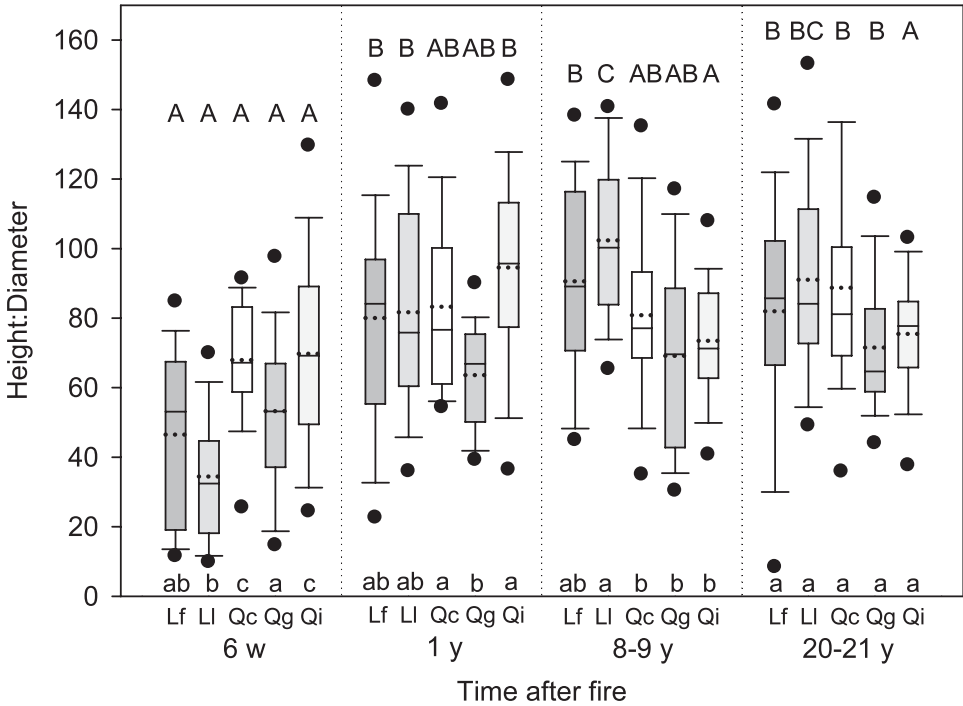 160
140
120
100
80
60
40
20
0
Height:Diameter
A A A A A
B B AB AB B
B C AB AB A
B BC B B A
ab b c a c
ab ab a b a
ab a b b b
a a a a a
Lf Ll Qc Qg Qi
Lf Ll Qc Qg Qi
Lf Ll Qc Qg Qi
Lf Ll Qc Qg Qi
6 w 1 y 8-9 y 20-21 y
Time after fire